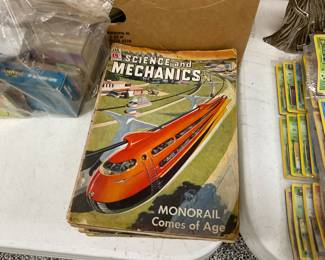 SCIENCE and
MECHANICS
MONORAIL
Comes of Age